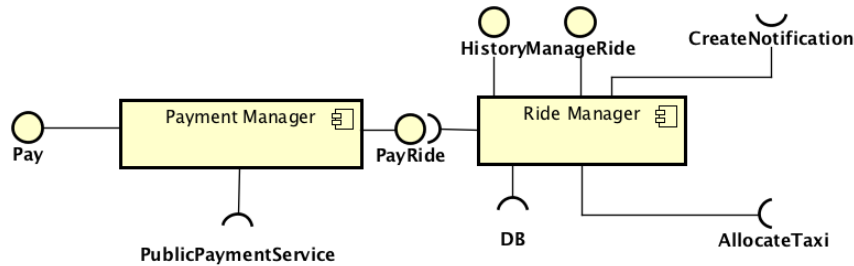 HistoryManageRide
CreateNotification
Payment Manager
Ride Manager
Pay
PayRide
PublicPaymentService
DB
AllocateTaxi